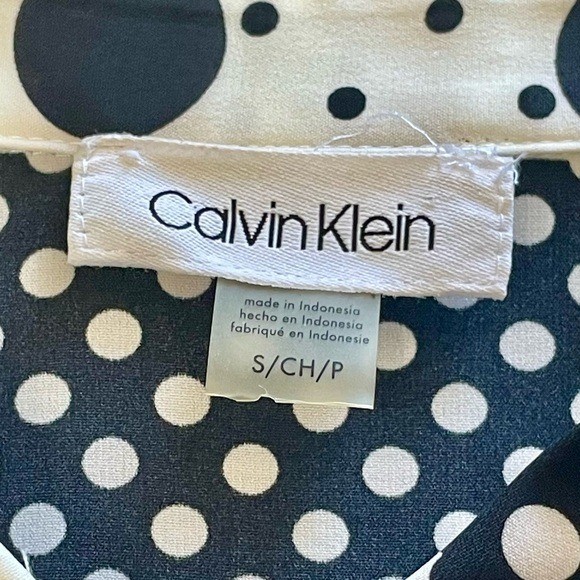 Calvin Klein
made in Indonesia
hecho en Indonesia
fabriqué en Indonesie
S/CH/P